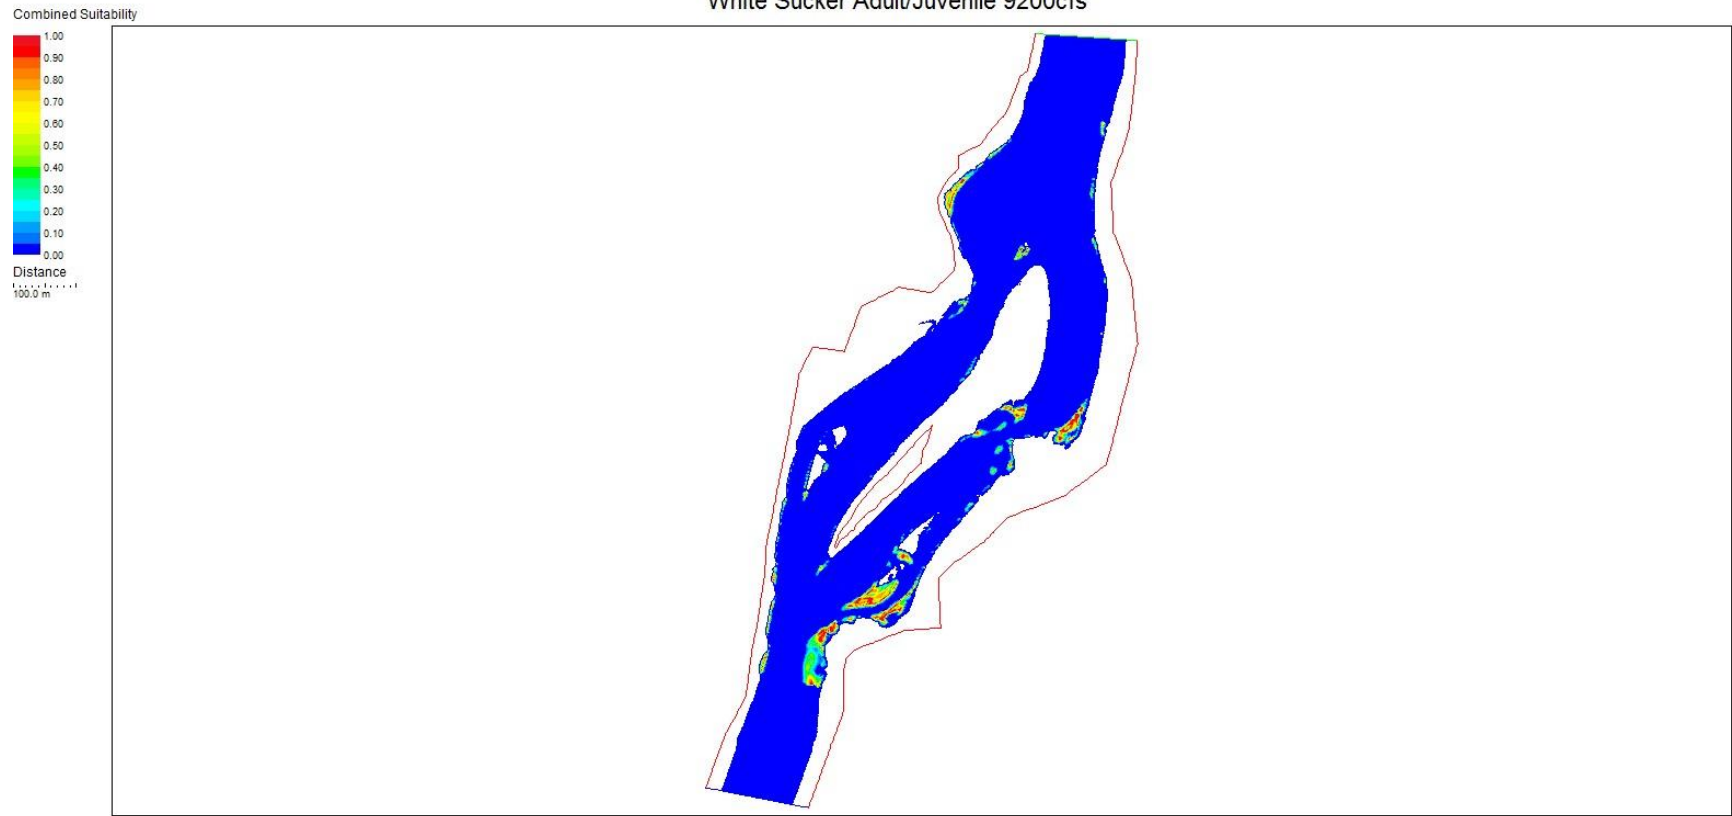 White Sucker Adult/Juvenile 9200cfs
Combined Suitability
1.00
0.90
0.80
0.70
0.60
0.50
0.40
0.30
0.20
0.10
0.00
Distance
100.0 m